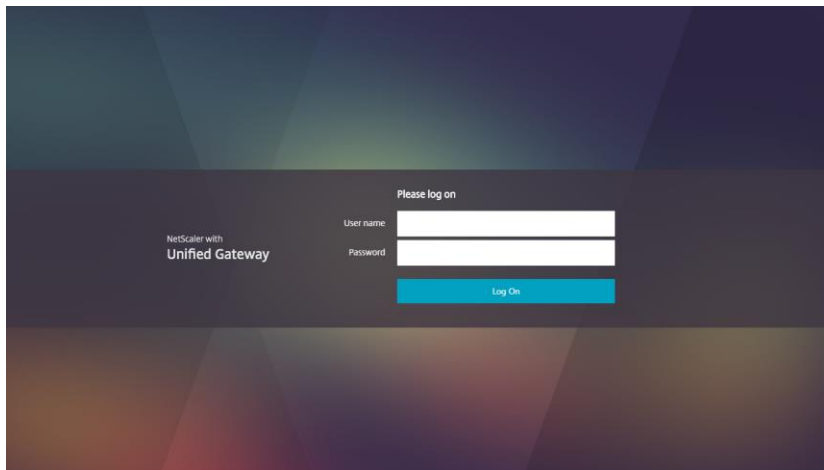 Please log on
User name
NetScaler with
Unified Gateway
Password
Log On